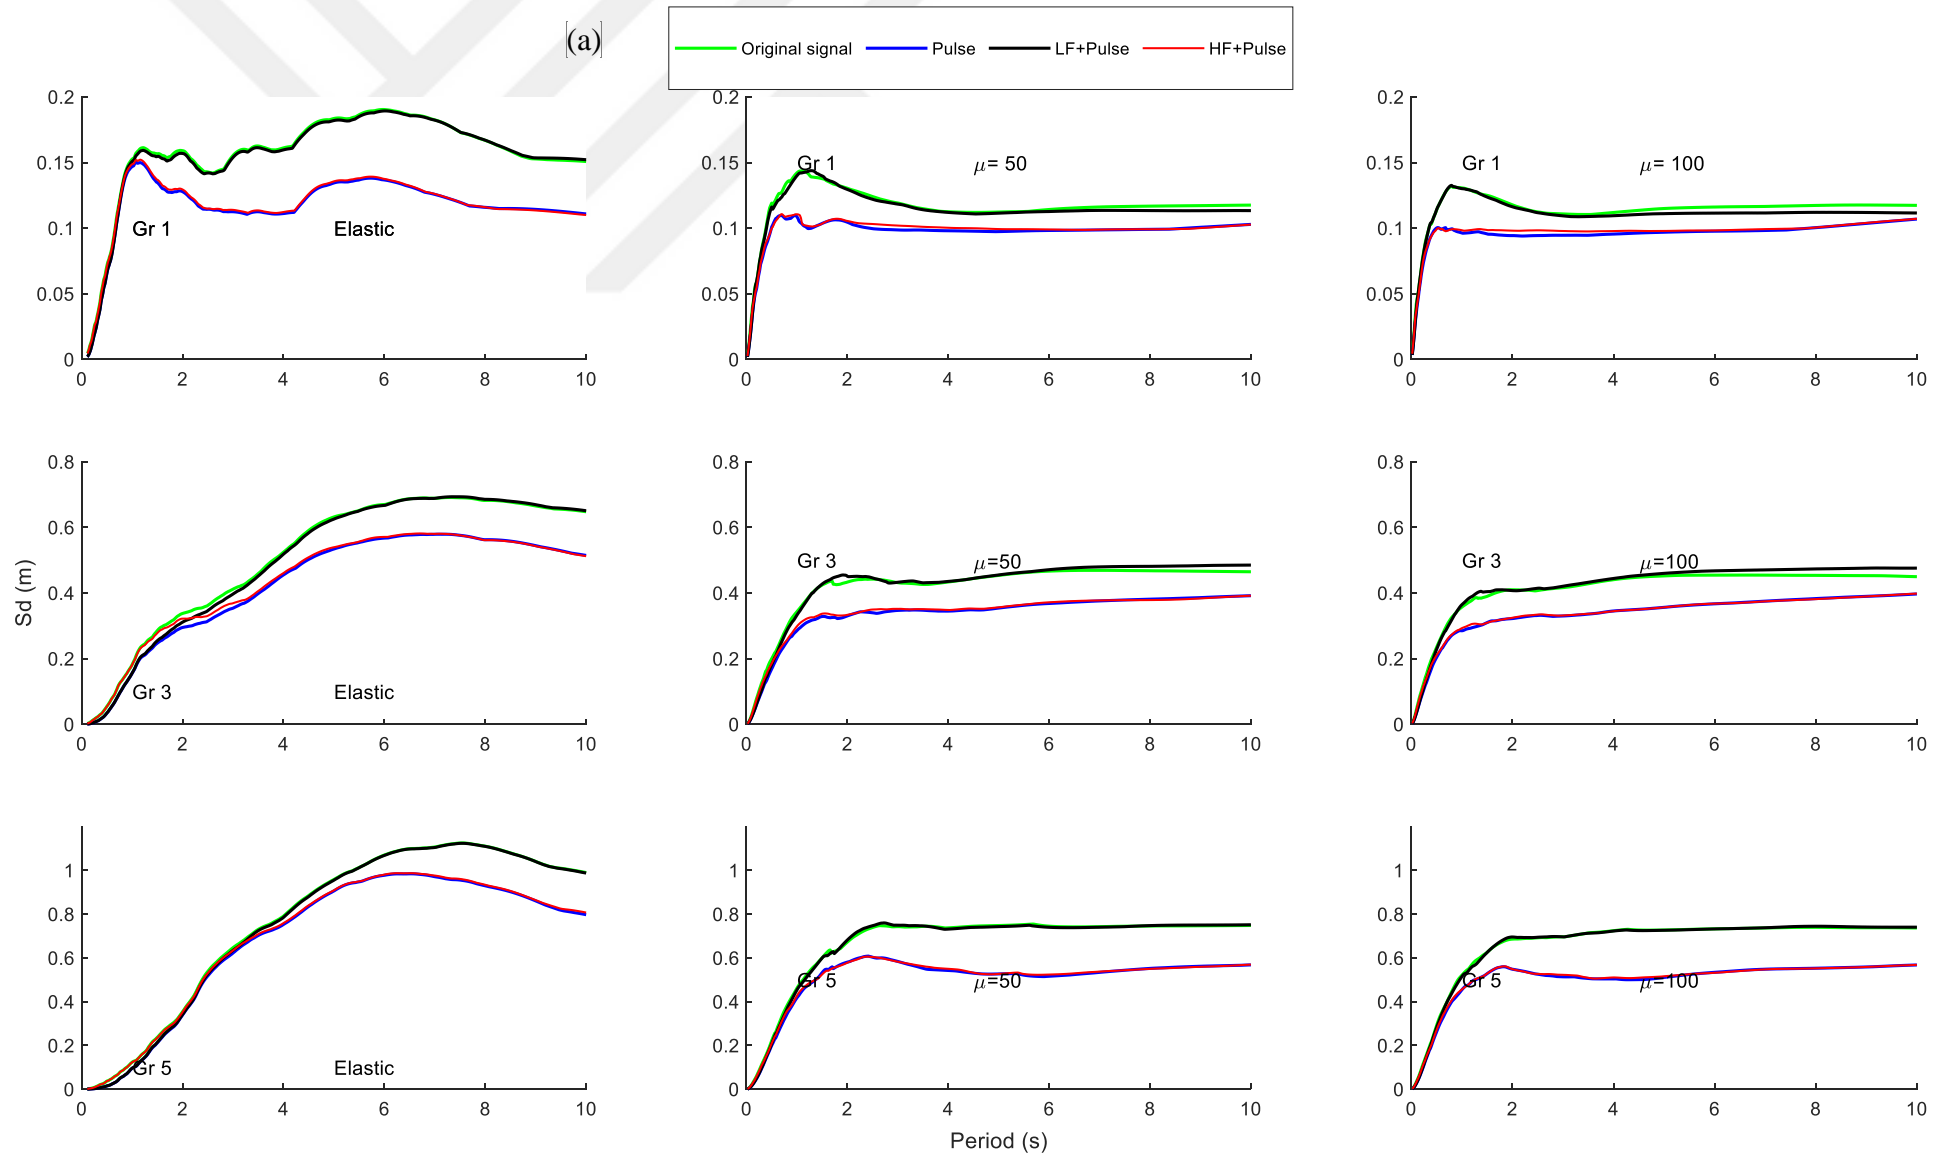 (a)
Original signal Pulse LF+Pulse HF+Pulse
0.2 0.2 0.2
0.15 0.15 0.15
Gr 1 μ= 50 Gr 1 μ= 100
0.1 0.1 0.1
Gr 1 Elastic
0.05 0.05 0.05
0 0 0
0 2 4 6 8 10 0 2 4 6 8 10 0 2 4 6 8 10
0.8 0.8 0.8
0.6 0.6 0.6
Gr 3 μ=50 Gr 3 μ=100
0.4 0.4 0.4
Sd (m)
0.2 0.2 0.2
Gr 3 Elastic
0 0 0
0 2 4 6 8 10 0 2 4 6 8 10 0 2 4 6 8 10
1 1 1
0.8 0.8 0.8
0.6 0.6 0.6
Gr 5 μ=50 Gr 5 μ=100
0.4 0.4 0.4
0.2 0.2 0.2
Gr 5 Elastic
0 0 0
0 2 4 6 8 10 0 2 4 6 8 10 0 2 4 6 8 10
Period (s)